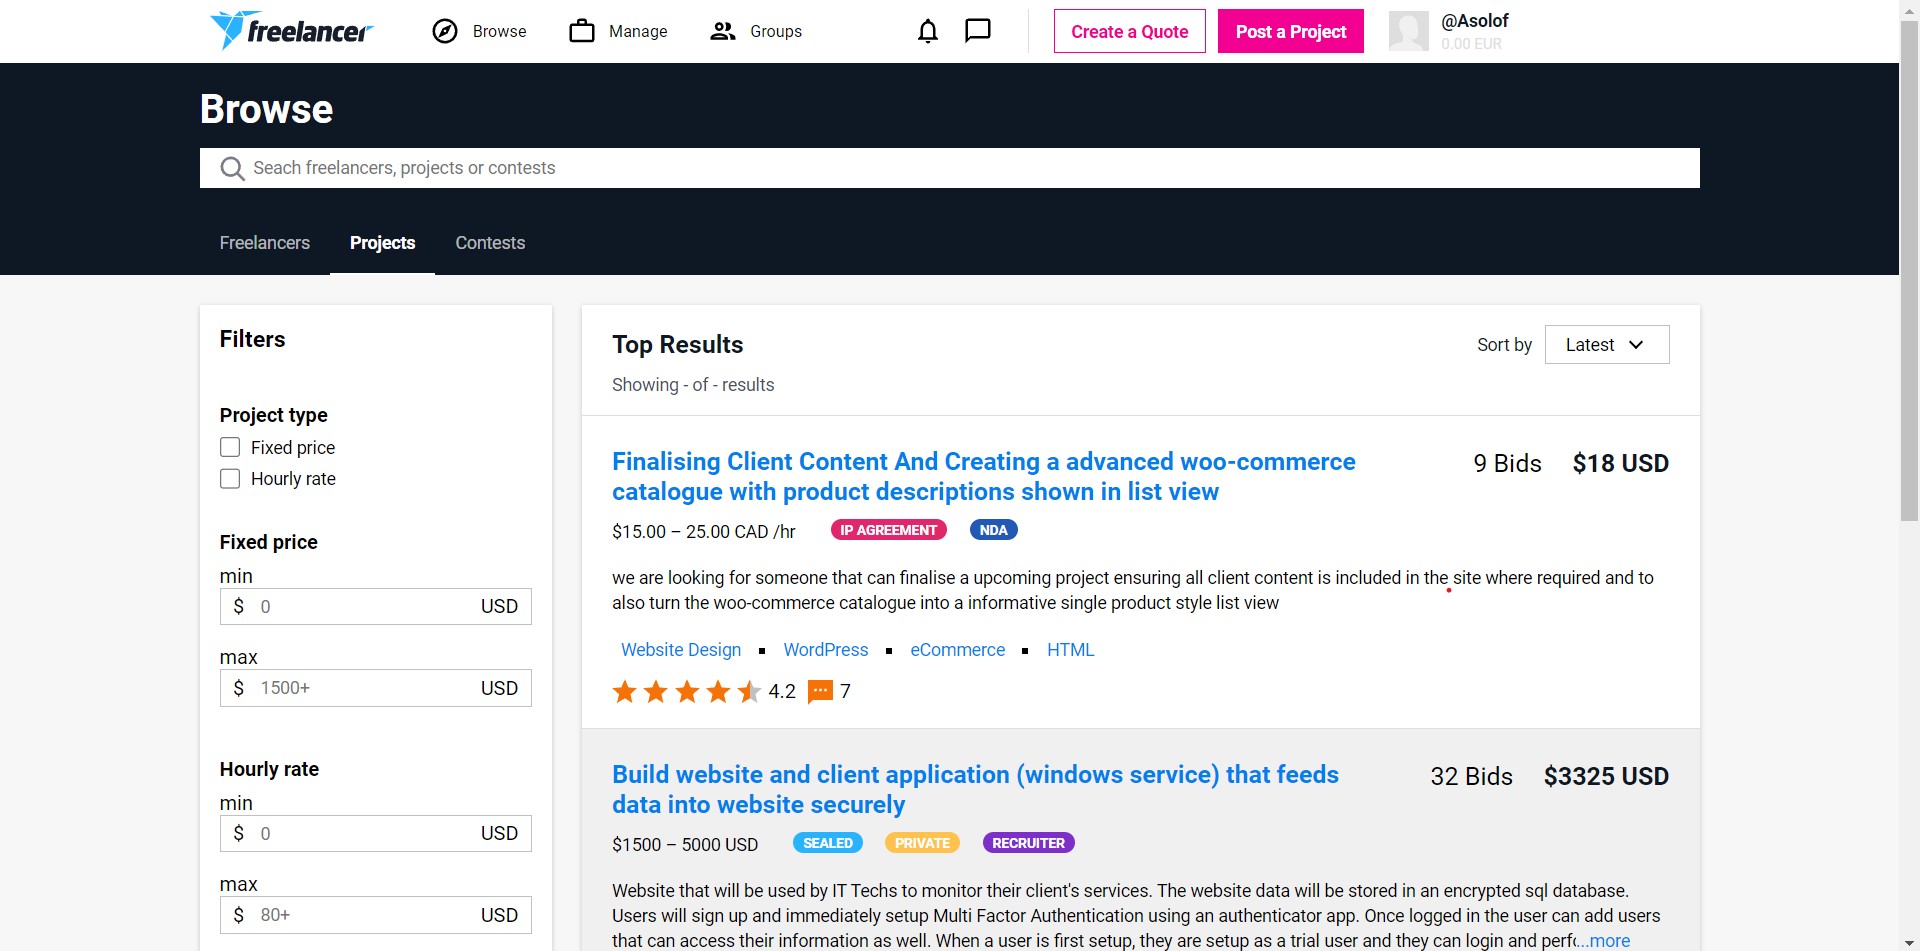 freelancer
Browse
Manage
Groups
Create a Quote
Post a Project
@Asolof
0.00 EUR
Browse
Seach freelancers, projects or contests
Freelancers
Projects
Contests
Filters
Project type
Fixed price
Hourly rate
Fixed price
min
$ 0 USD
max
$ 1500+ USD
Hourly rate
min
$ 0 USD
max
$ 80+ USD
Top Results
Sort by
Latest
Showing - of - results
Finalising Client Content And Creating a advanced woo-commerce
catalogue with product descriptions shown in list view
9 Bids
$18 USD
$15.00 – 25.00 CAD /hr
IP AGREEMENT
NDA
we are looking for someone that can finalise a upcoming project ensuring all client content is included in the site where required and to
also turn the woo-commerce catalogue into a informative single product style list view
Website Design ▪ WordPress ▪ eCommerce ▪ HTML
4.2
7
Build website and client application (windows service) that feeds
data into website securely
32 Bids
$3325 USD
$1500 – 5000 USD
SEALED
PRIVATE
RECRUITER
Website that will be used by IT Techs to monitor their client's services. The website data will be stored in an encrypted sql database.
Users will sign up and immediately setup Multi Factor Authentication using an authenticator app. Once logged in the user can add users
that can access their information as well. When a user is first setup, they are setup as a trial user and they can login and perf...more